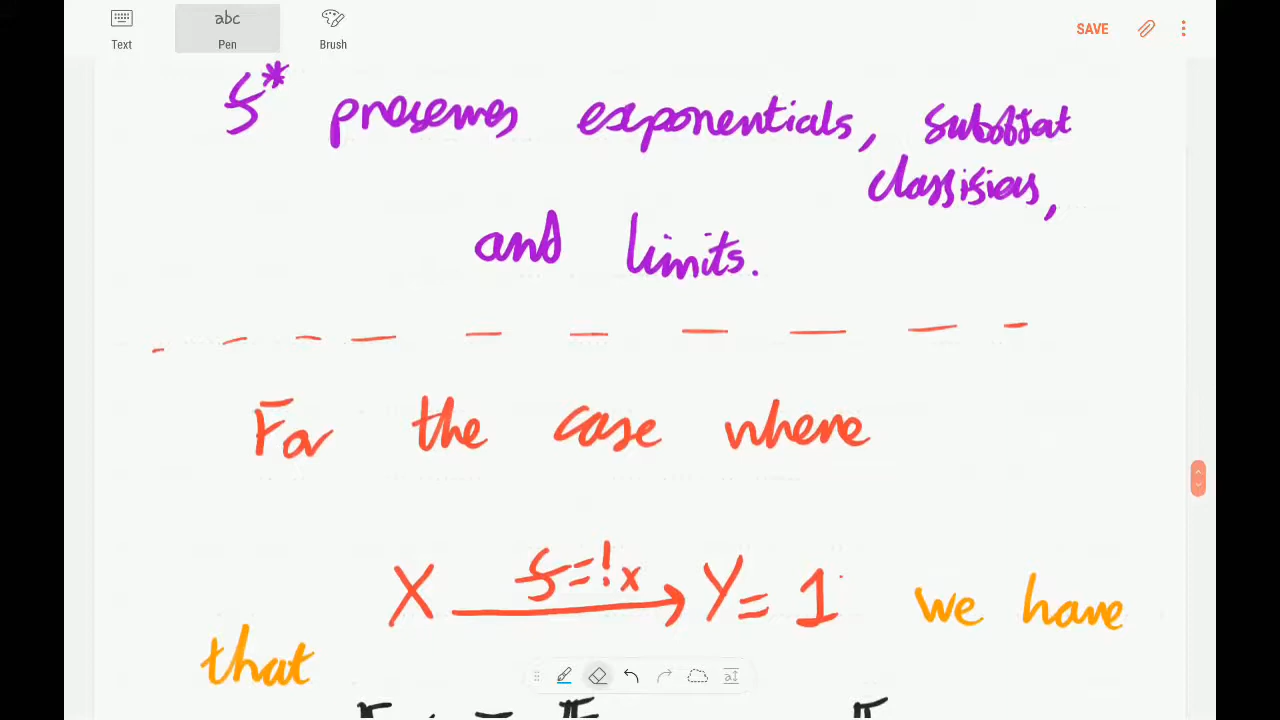 Text
abc
Pen
Brush
SAVE
f* preserves exponentials, subobject
classifiers,
and limits.
For the case where
X f=!x Y=1 we have
that